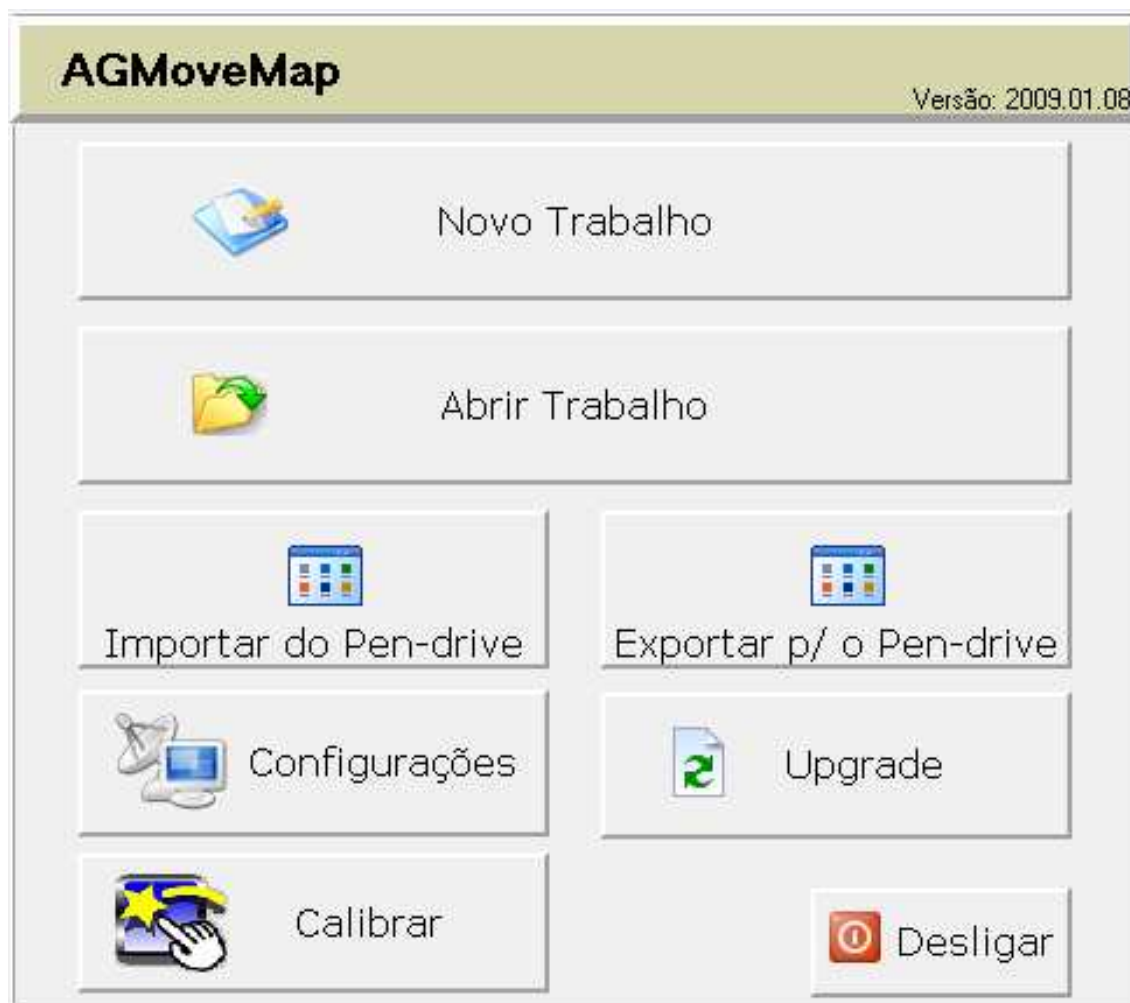 AGMoveMap
Versão: 2009.01.08
Novo Trabalho
Abrir Trabalho
Importar do Pen-drive
Exportar p/ o Pen-drive
Configurações
Upgrade
Calibrar
Desligar